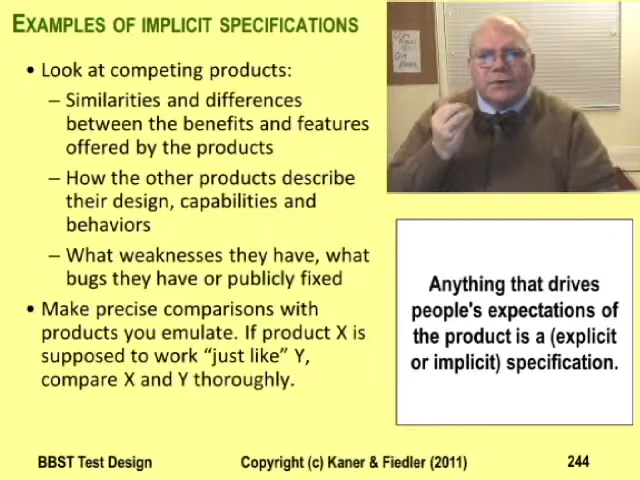 EXAMPLES OF IMPLICIT SPECIFICATIONS
• Look at competing products:
– Similarities and differences
between the benefits and features
offered by the products
– How the other products describe
their design, capabilities and
behaviors
– What weaknesses they have, what
bugs they have or publicly fixed
• Make precise comparisons with
products you emulate. If product X is
supposed to work “just like” Y,
compare X and Y thoroughly.
Anything that drives
people's expectations of
the product is a (explicit
or implicit) specification.
BBST Test Design
Copyright (c) Kaner & Fiedler (2011)
244